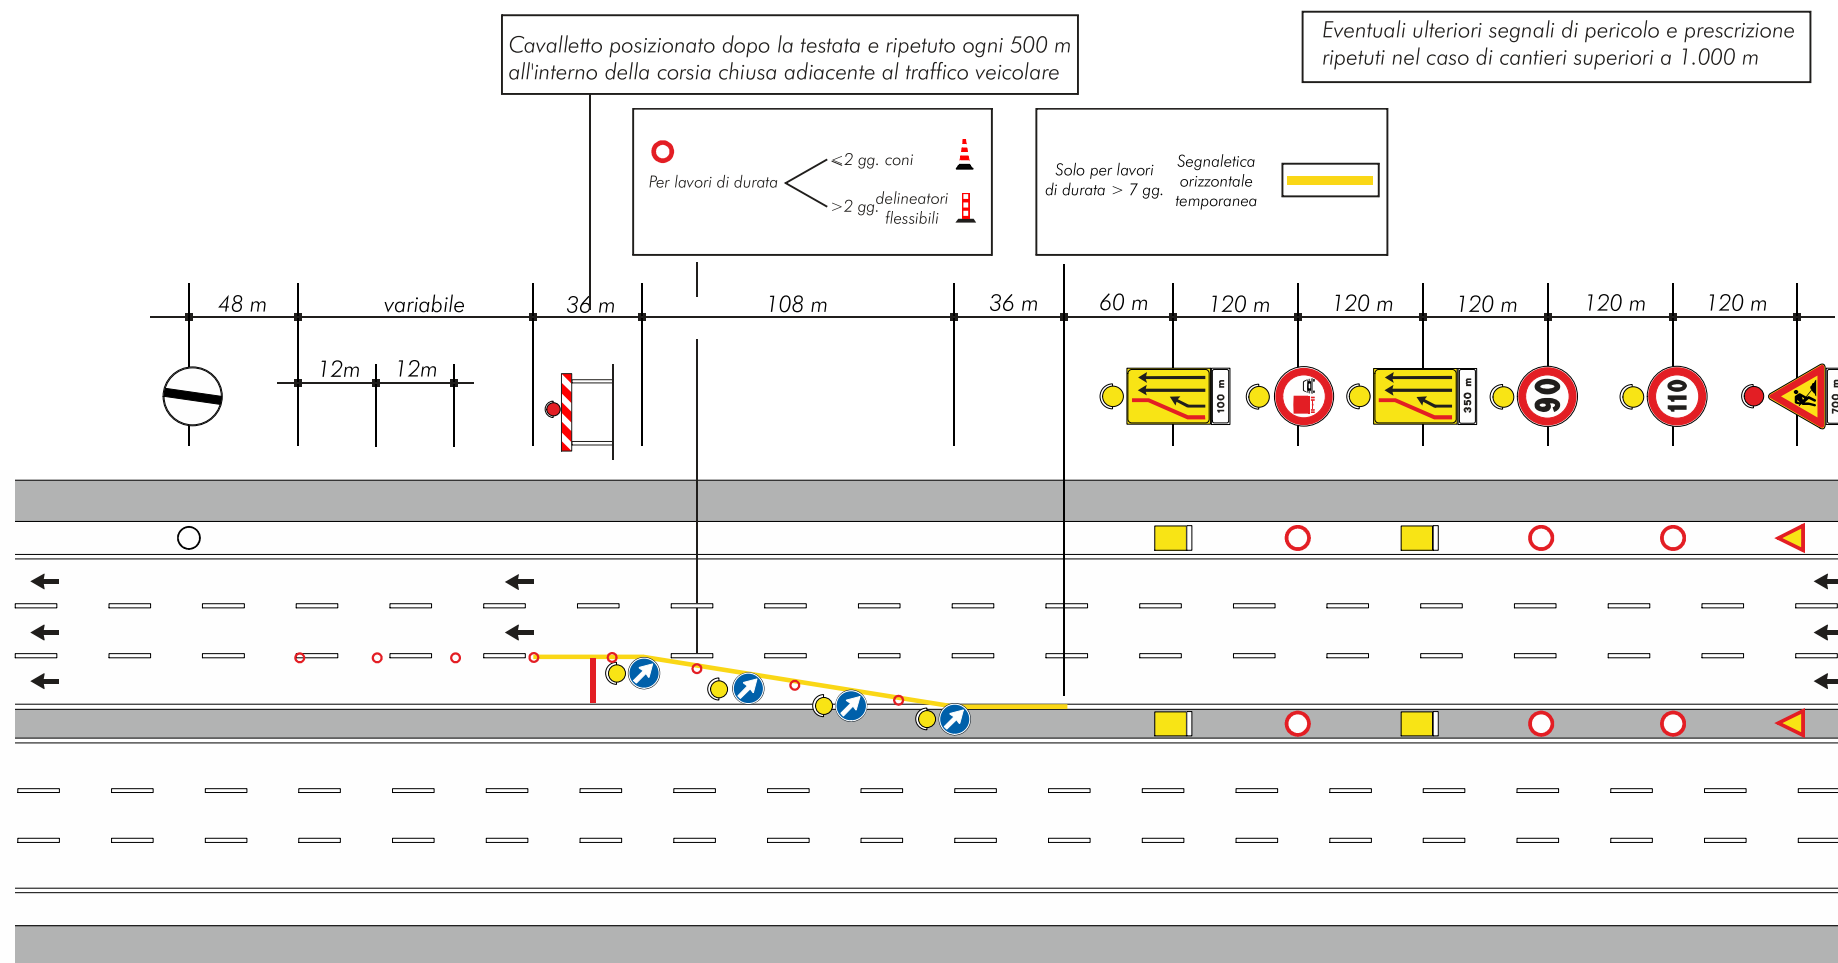 Cavalletto posizionato dopo la testata e ripetuto ogni 500 m
all'interno della corsia chiusa adiacente al traffico veicolare
Eventuali ulteriori segnali di pericolo e prescrizione
ripetuti nel caso di cantieri superiori a 1.000 m
Per lavori di durata
⩽2 gg. coni
>2 gg. delineatori
flessibili
Solo per lavori
di durata > 7 gg.
Segnaletica
orizzontale
temporanea
48 m
variabile
36 m
108 m
36 m
60 m
120 m
120 m
120 m
120 m
120 m
12m
12m
100 m
350 m
90
110
700 m